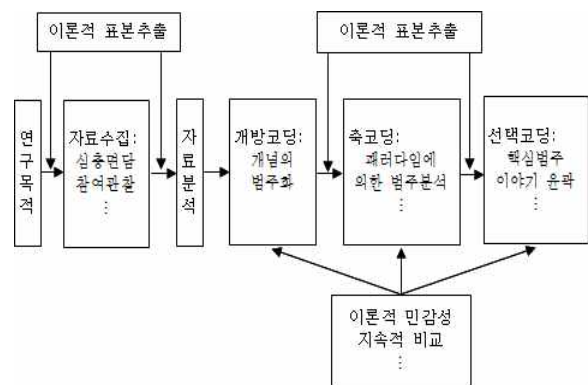 이론적 표본추출
이론적 표본추출
연구목적
자료수집:
심층면담
참여관찰
⋮
자료분석
개방코딩:
개념의
범주화
축코딩:
패러다임에
의한 범주분석
⋮
선택코딩:
핵심범주
이야기 윤곽
⋮
이론적 민감성
지속적 비교
⋮